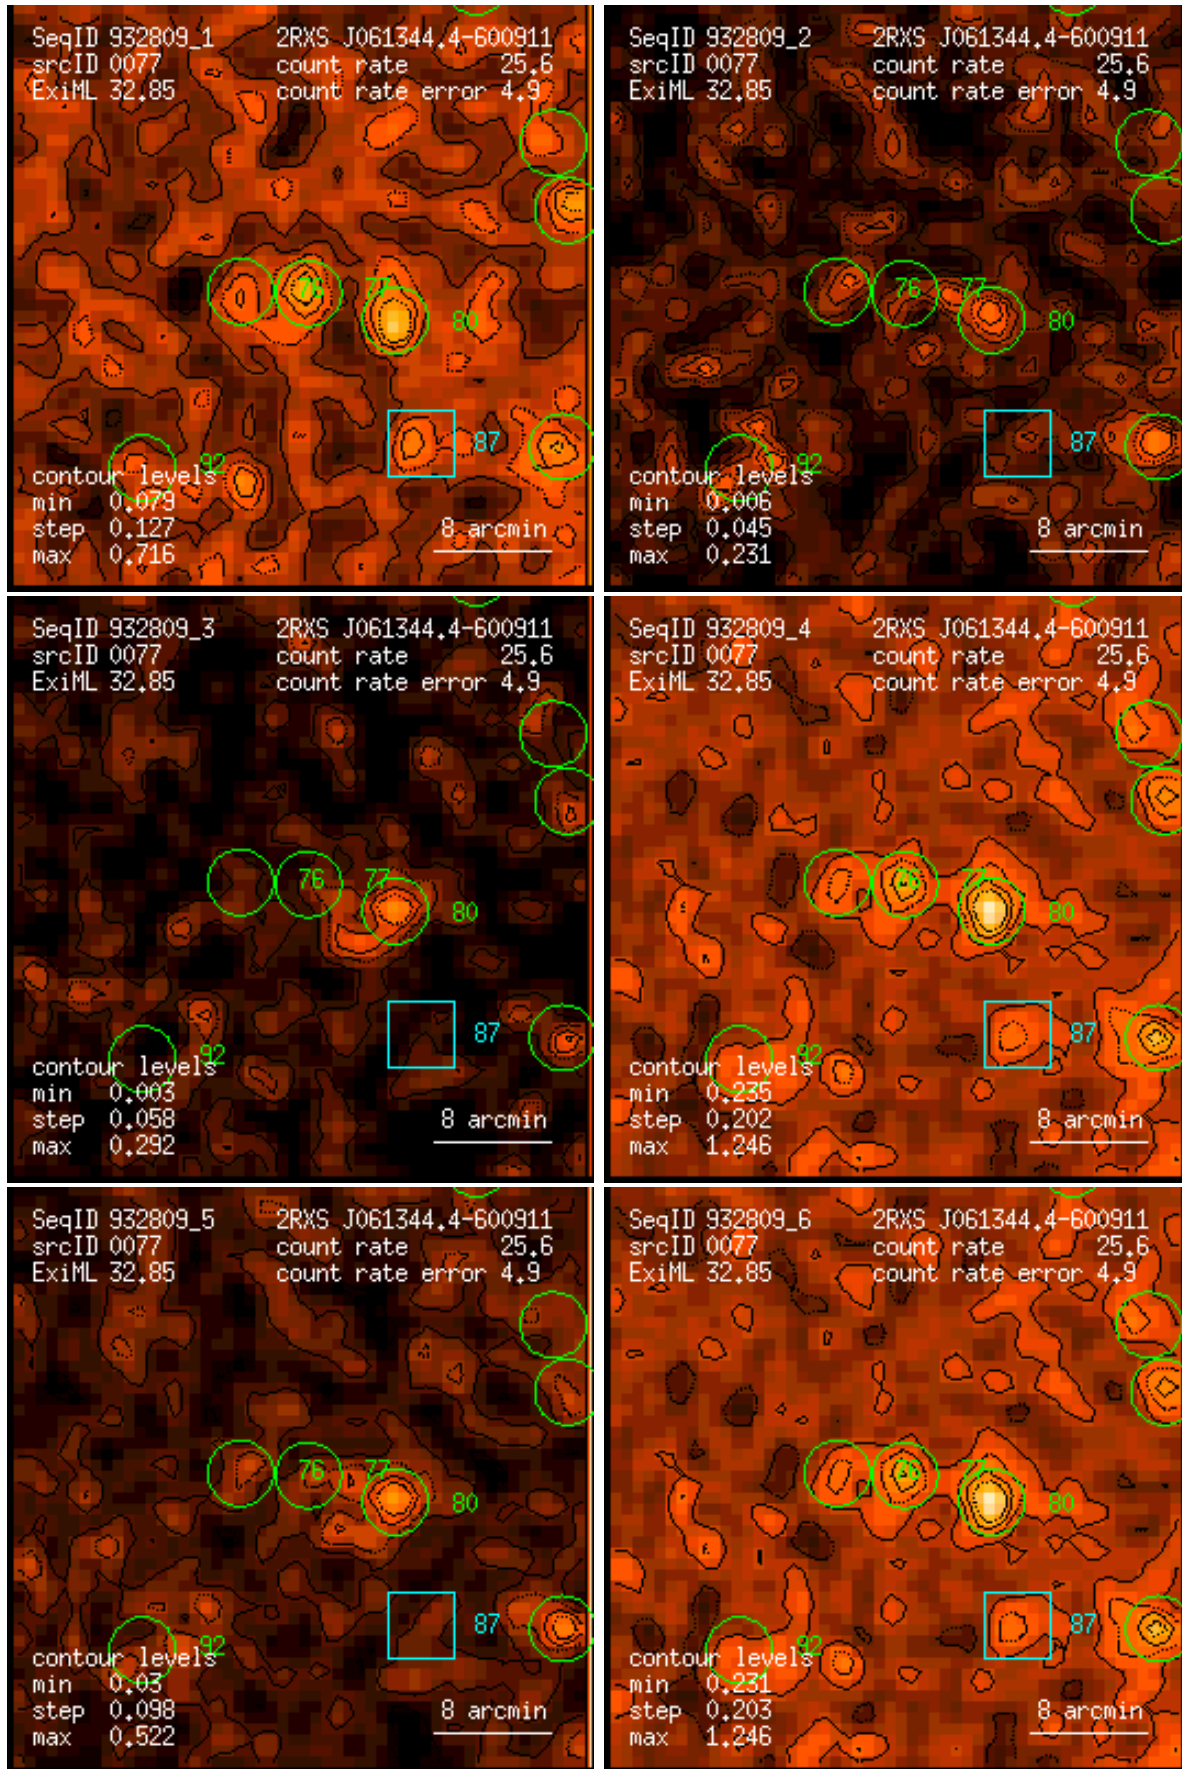 SeqID 932809_1 2RXS J061344.4-600911
srcID 0077 count rate 25.6
ExiML 32.85 count rate error 4.9
76 77
80
87
92
contour levels
min 0.079
step 0.127 8 arcmin
max 0.716
SeqID 932809_2 2RXS J061344.4-600911
srcID 0077 count rate 25.6
ExiML 32.85 count rate error 4.9
76 77
80
87
92
contour levels
min 0.006
step 0.045 8 arcmin
max 0.231
SeqID 932809_3 2RXS J061344.4-600911
srcID 0077 count rate 25.6
ExiML 32.85 count rate error 4.9
76 77
80
87
92
contour levels
min 0.003
step 0.058 8 arcmin
max 0.292
SeqID 932809_4 2RXS J061344.4-600911
srcID 0077 count rate 25.6
ExiML 32.85 count rate error 4.9
76 77
80
87
92
contour levels
min 0.235
step 0.202 8 arcmin
max 1.246
SeqID 932809_5 2RXS J061344.4-600911
srcID 0077 count rate 25.6
ExiML 32.85 count rate error 4.9
76 77
80
87
92
contour levels
min 0.03
step 0.098 8 arcmin
max 0.522
SeqID 932809_6 2RXS J061344.4-600911
srcID 0077 count rate 25.6
ExiML 32.85 count rate error 4.9
76 77
80
87
92
contour levels
min 0.231
step 0.203 8 arcmin
max 1.246